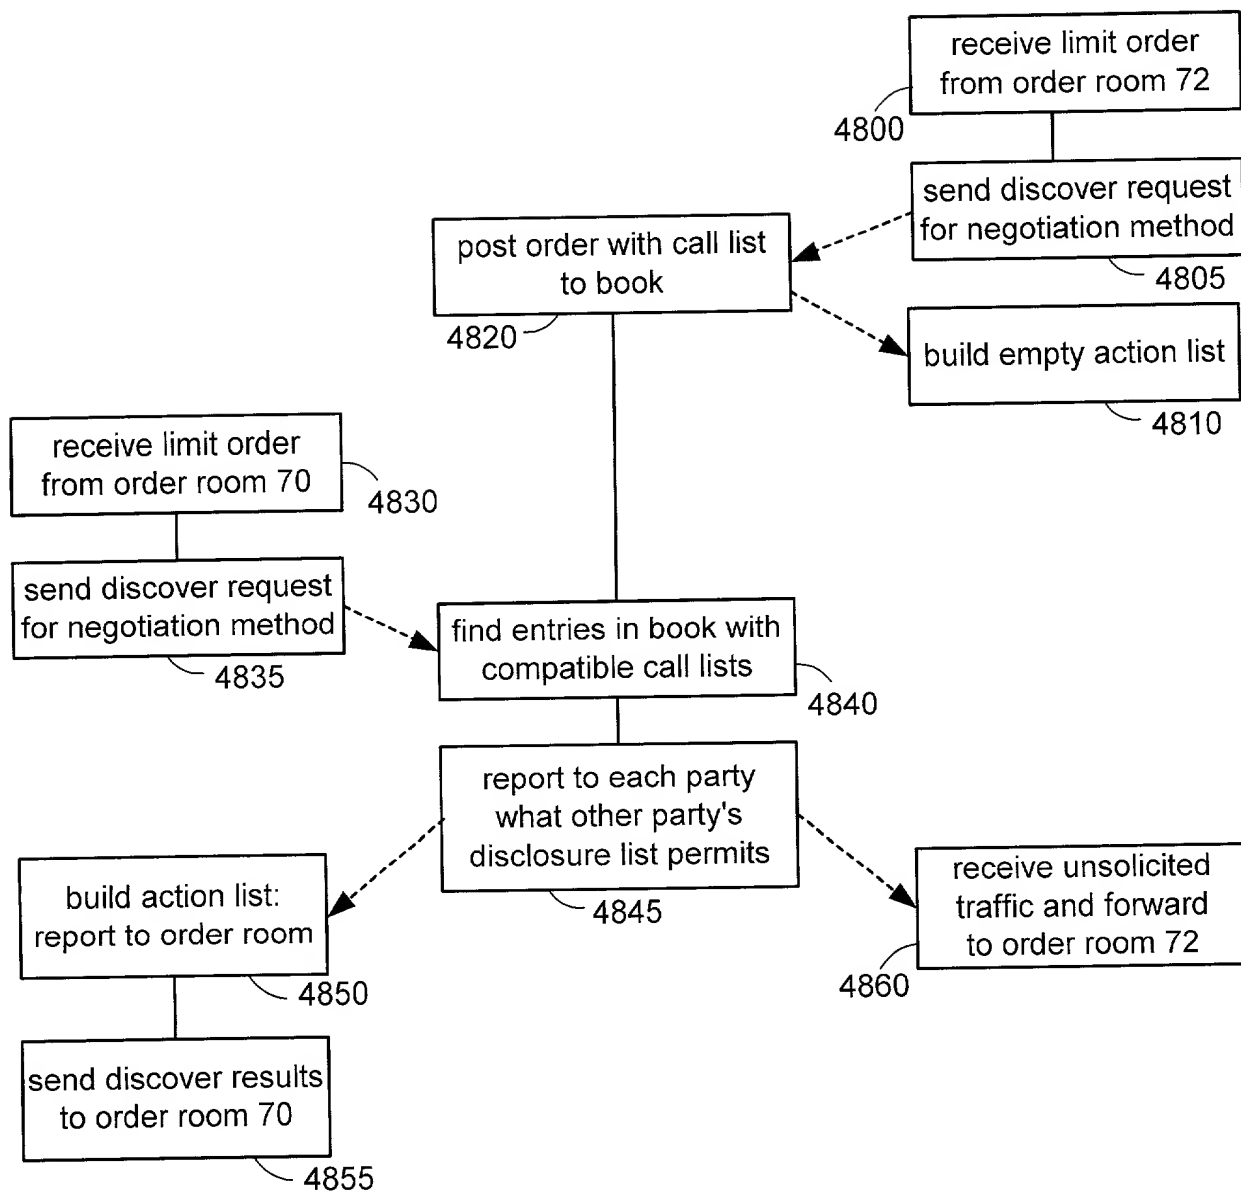 receive limit order
from order room 72
4800
send discover request
for negotiation method
4805
post order with call list
to book
4820
build empty action list
4810
receive limit order
from order room 70
4830
send discover request
for negotiation method
4835
find entries in book with
compatible call lists
4840
report to each party
what other party's
disclosure list permits
4845
build action list:
report to order room
4850
receive unsolicited
traffic and forward
to order room 72
4860
send discover results
to order room 70
4855